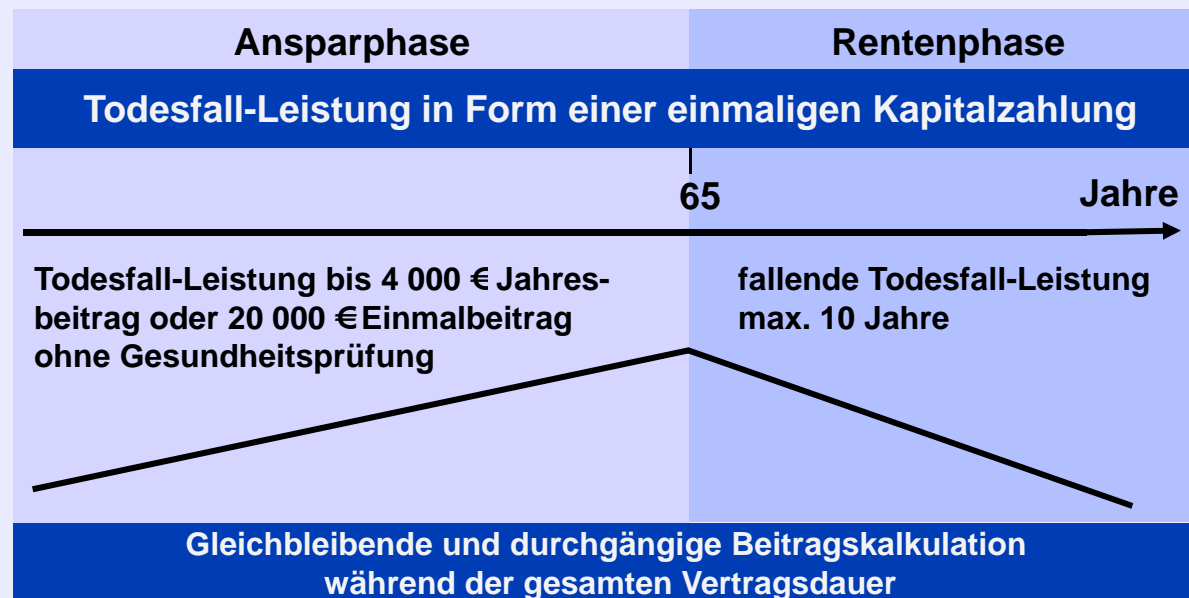 Ansparphase
Rentenphase
Todesfall-Leistung in Form einer einmaligen Kapitalzahlung
65
Jahre
Todesfall-Leistung bis 4 000 € Jahres-
beitrag oder 20 000 € Einmalbeitrag
ohne Gesundheitsprüfung
fallende Todesfall-Leistung
max. 10 Jahre
Gleichbleibende und durchgängige Beitragskalkulation
während der gesamten Vertragsdauer